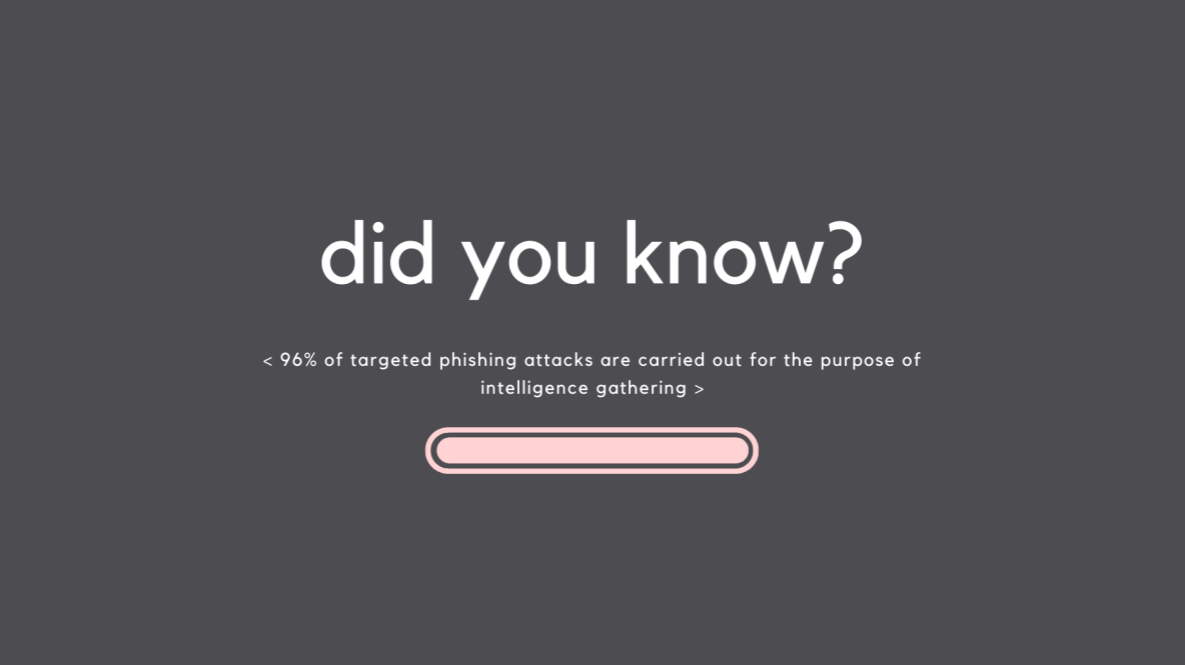 did you know?
< 96% of targeted phishing attacks are carried out for the purpose of
intelligence gathering >